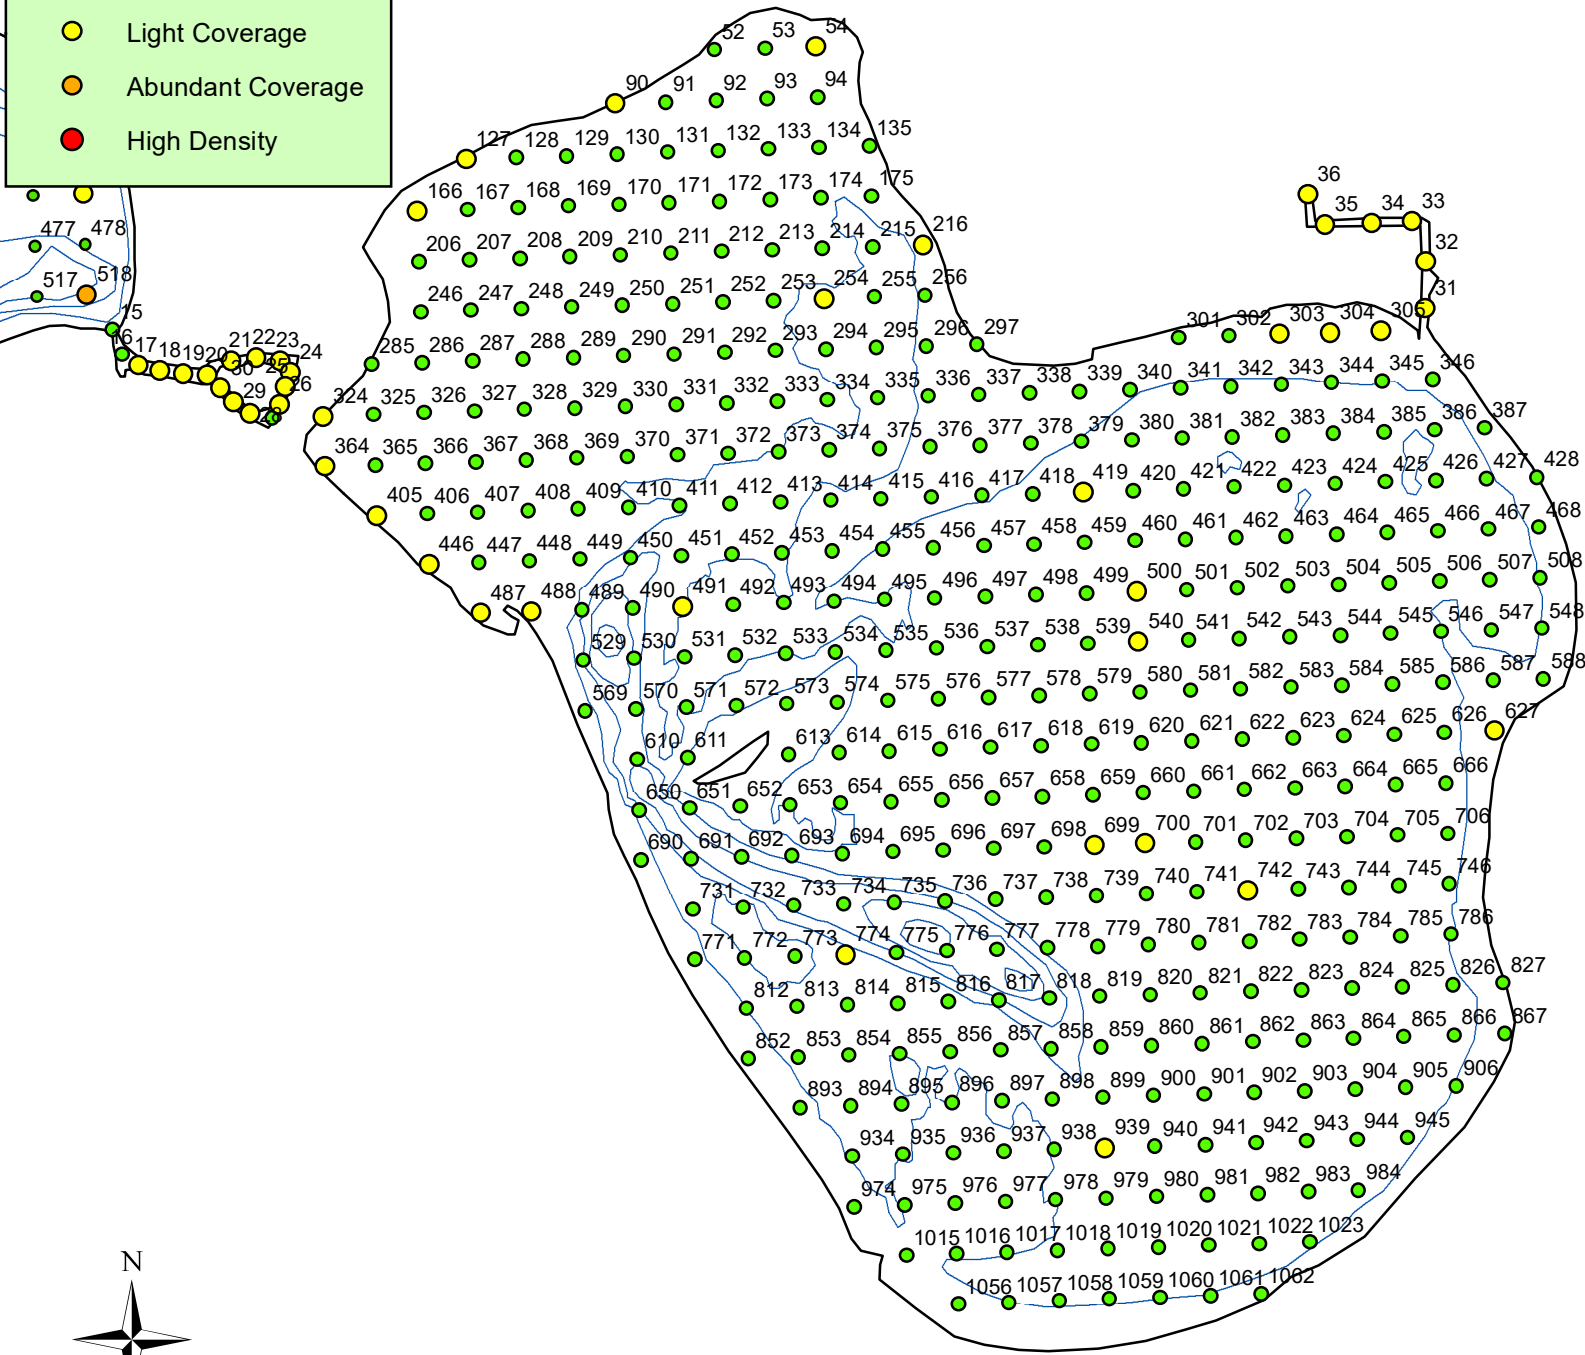 Light Coverage
Abundant Coverage
High Density
52 53 54
90 91 92 93 94
127 128 129 130 131 132 133 134 135
166 167 168 169 170 171 172 173 174 175
36 35 34 33
477 478
206 207 208 209 210 211 212 213 214 215 216
32
517 518
246 247 248 249 250 251 252 253 254 255 256
31
15
285 286 287 288 289 290 291 292 293 294 295 296 297
301 302 303 304 305
16 17 18 19 20 21 22 23 24
25 26
30 29 28
324 325 326 327 328 329 330 331 332 333 334 335 336 337 338 339 340 341 342 343 344 345 346
364 365 366 367 368 369 370 371 372 373 374 375 376 377 378 379 380 381 382 383 384 385 386 387
405 406 407 408 409 410 411 412 413 414 415 416 417 418 419 420 421 422 423 424 425 426 427 428
446 447 448 449 450 451 452 453 454 455 456 457 458 459 460 461 462 463 464 465 466 467 468
487 488 489 490 491 492 493 494 495 496 497 498 499 500 501 502 503 504 505 506 507 508
529 530 531 532 533 534 535 536 537 538 539 540 541 542 543 544 545 546 547 548
569 570 571 572 573 574 575 576 577 578 579 580 581 582 583 584 585 586 587 588
610 611 613 614 615 616 617 618 619 620 621 622 623 624 625 626 627
650 651 652 653 654 655 656 657 658 659 660 661 662 663 664 665 666
690 691 692 693 694 695 696 697 698 699 700 701 702 703 704 705 706
731 732 733 734 735 736 737 738 739 740 741 742 743 744 745 746
771 772 773 774 775 776 777 778 779 780 781 782 783 784 785 786
812 813 814 815 816 817 818 819 820 821 822 823 824 825 826 827
852 853 854 855 856 857 858 859 860 861 862 863 864 865 866 867
893 894 895 896 897 898 899 900 901 902 903 904 905 906
934 935 936 937 938 939 940 941 942 943 944 945
974 975 976 977 978 979 980 981 982 983 984
1015 1016 1017 1018 1019 1020 1021 1022 1023
1056 1057 1058 1059 1060 1061 1062
N